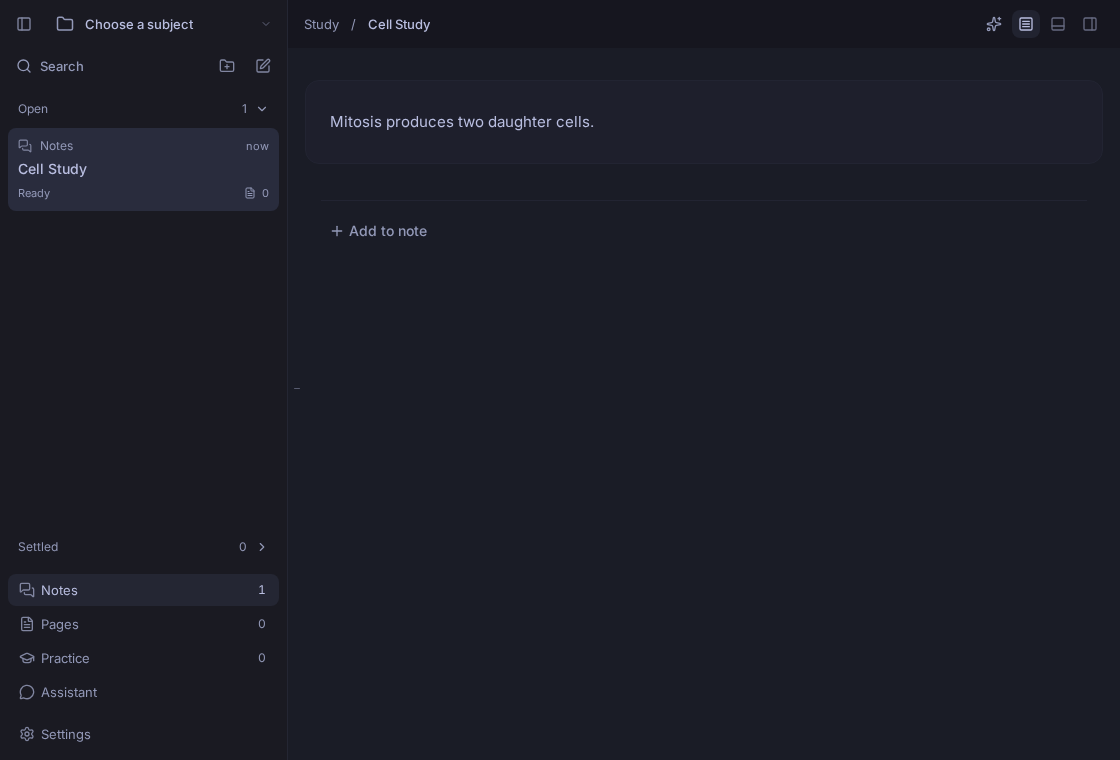 Choose a subject
Search
Open 1
Notes now
Cell Study
Ready 0
Settled 0
Notes 1
Pages 0
Practice 0
Assistant
Settings
Study / Cell Study
Mitosis produces two daughter cells.
+ Add to note